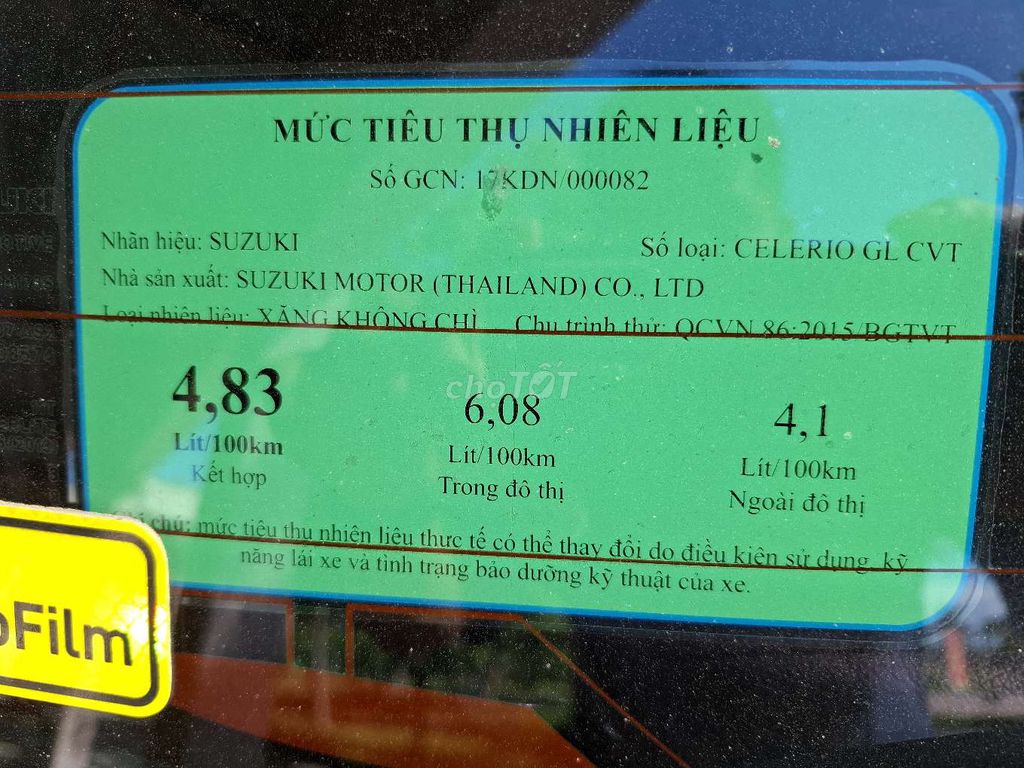 MỨC TIÊU THỤ NHIÊN LIỆU
Số GCN: 17KDN/000082
Nhãn hiệu: SUZUKI Số loại: CELERIO GL CVT
Nhà sản xuất: SUZUKI MOTOR (THAILAND) CO., LTD
Loại nhiên liệu: XĂNG KHÔNG CHÌ Chu trình thử: QCVN 86:2015/BGTVT
choTỐT
4,83 6,08 4,1
Lít/100km Lít/100km Lít/100km
Kết hợp Trong đô thị Ngoài đô thị
Ghi chú: mức tiêu thụ nhiên liệu thực tế có thể thay đổi do điều kiện sử dụng, kỹ
năng lái xe và tình trạng bảo dưỡng kỹ thuật của xe.
oFilm